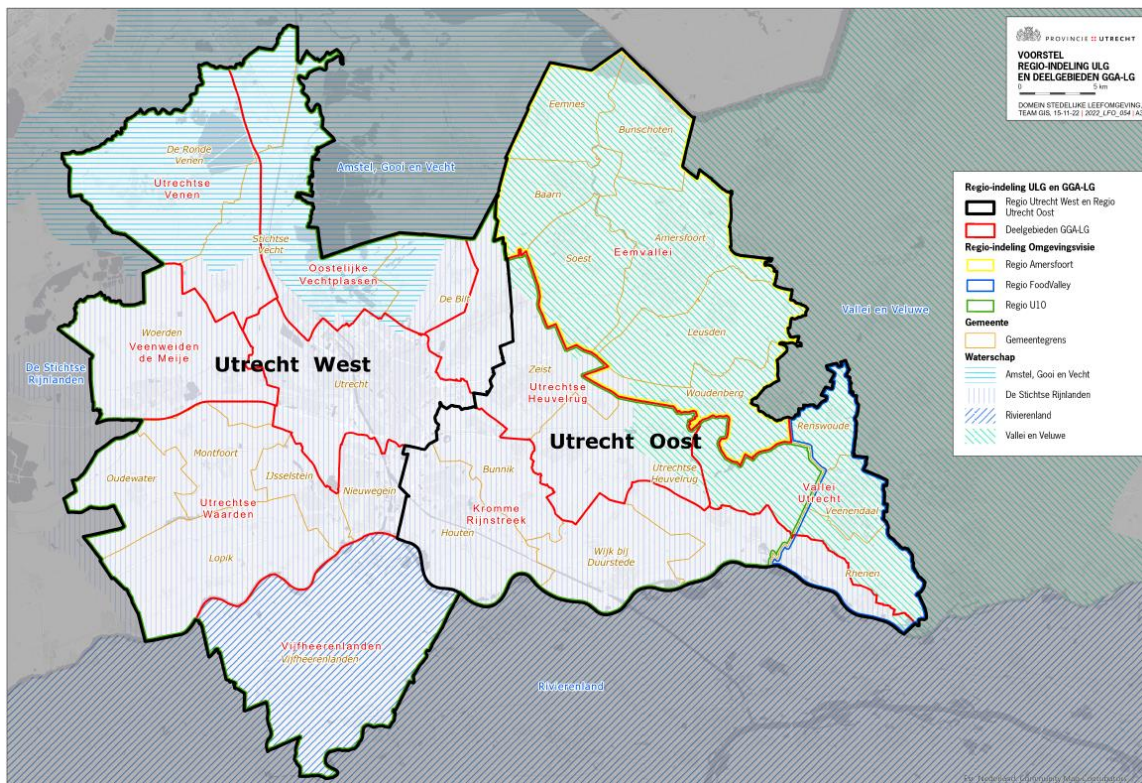 PROVINCIE UTRECHT
VOORSTEL
REGIO-INDELING ULG
EN DEELGEBIEDEN GGA-LG
0 5 km
DOMEIN STEDELIJKE LEEFOMGEVING,
TEAM GIS, 15-11-22 | 2022_LFO_054 | A3
Regio-indeling ULG en GGA-LG
Regio Utrecht West en Regio
Utrecht Oost
Deelgebieden GGA-LG
Regio-indeling Omgevingsvisie
Regio Amersfoort
Regio FoodValley
Regio U10
Gemeente
Gemeentegrens
Waterschap
Amstel, Gooi en Vecht
De Stichtse Rijnlanden
Rivierenland
Vallei en Veluwe
Eemnes
Bunschoten
De Ronde
Venen
Utrechtse
Venen
Amstel, Gooi en Vecht
Baarn
Amersfoort
Stichtse
Vecht
Soest
Eemvallei
Oostelijke
Vechtplassen
De Bilt
Vallei en Veluwe
Leusden
Woerden
Veenweiden
de Meije
De Stichtse
Rijnlanden
Utrecht West
Utrecht
Zeist
Utrechtse
Heuvelrug
Woudenberg
Renswoude
Utrecht Oost
Montfoort
Oudewater
IJsselstein
Nieuwegein
Bunnik
Utrechtse
Heuvelrug
Vallei
Utrecht
Veenendaal
Utrechtse
Waarden
Kromme
Rijnstreek
Houten
Lopik
Wijk bij
Duurstede
Rhenen
Vijfheerenlanden
Vijfheerenlanden
Rivierenland
Esri Nederland, Community Map Contributors